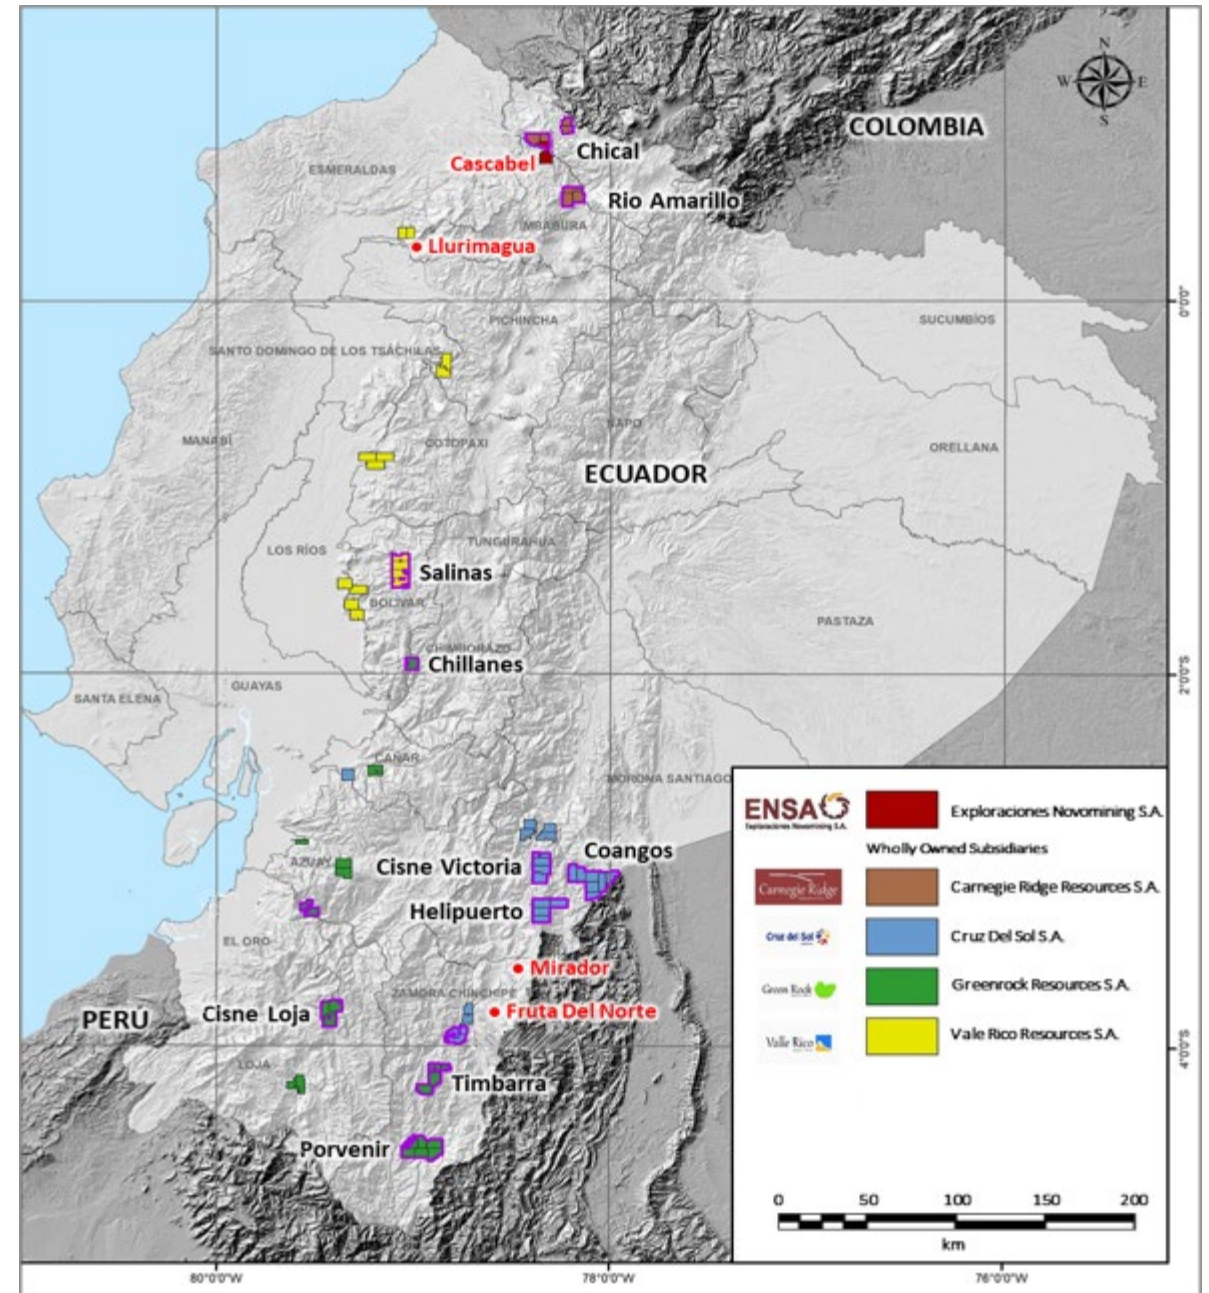 N
W E
S
COLOMBIA
Chical
Cascabel
ESMERALDAS
Rio Amarillo
IMBABURA
Llurimagua
0°0'0"
PICHINCHA
SUCUMBÍOS
SANTO DOMINGO DE LOS TSÁCHILAS
NAPO
MANABÍ
COTOPAXI
ORELLANA
ECUADOR
TUNGURAHUA
LOS RÍOS
Salinas
BOLIVAR
PASTAZA
CHIMBORAZO
Chillanes
2°0'0"S
GUAYAS
SANTA ELENA
CAÑAR
MORONA SANTIAGO
ENSA
Exploraciones Novomining S.A.
Exploraciones Novomining S.A.
Wholly Owned Subsidiaries
Coangos
AZUAY
Cisne Victoria
Carnegie Ridge
Carnegie Ridge Resources S.A.
Helipuerto
Cruz del Sol
Cruz Del Sol S.A.
EL ORO
Mirador
Green Rock
Greenrock Resources S.A.
ZAMORA CHINCHIPE
Cisne Loja
Fruta Del Norte
PERÚ
Valle Rico
Vale Rico Resources S.A.
4°0'0"S
LOJA
Timbarra
Porvenir
0 50 100 150 200
km
80°0'0"W 78°0'0"W 76°0'0"W